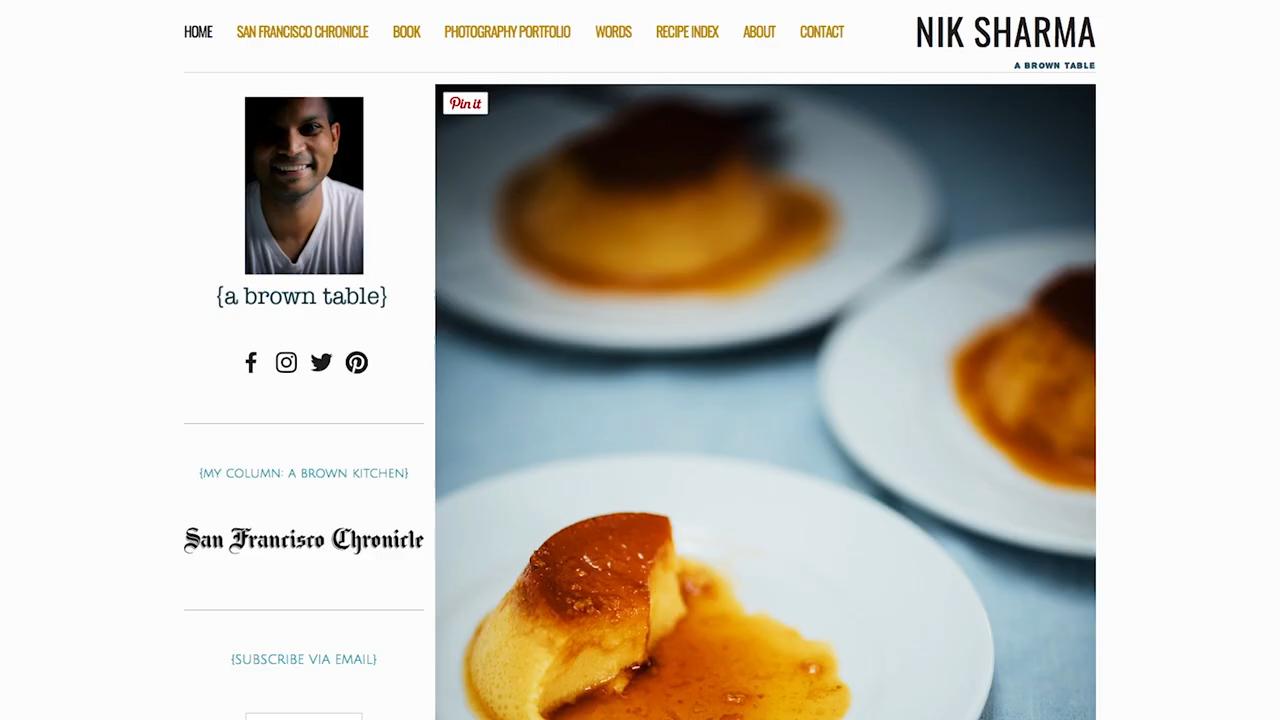 HOME SAN FRANCISCO CHRONICLE BOOK PHOTOGRAPHY PORTFOLIO WORDS RECIPE INDEX ABOUT CONTACT
NIK SHARMA
A BROWN TABLE
Pin it
{a brown table}
{MY COLUMN: A BROWN KITCHEN}
San Francisco Chronicle
{SUBSCRIBE VIA EMAIL}